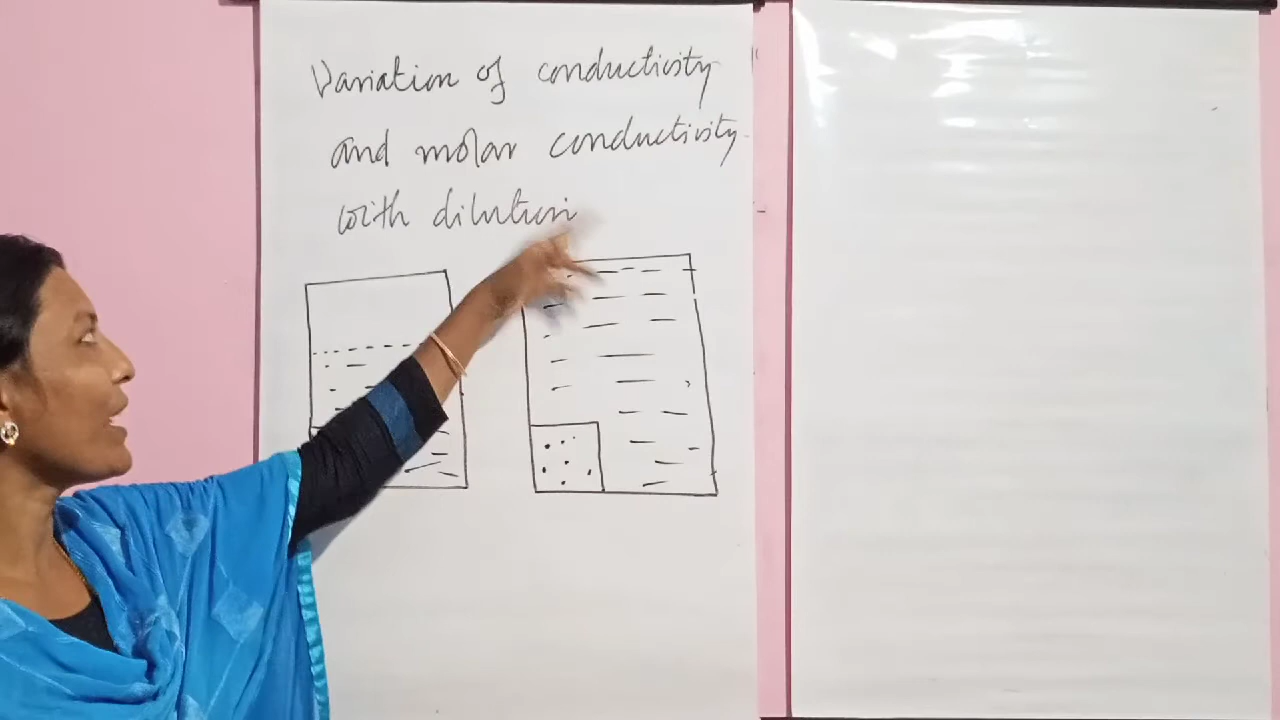 Variation of conductivity
and molar conductivity
with dilution